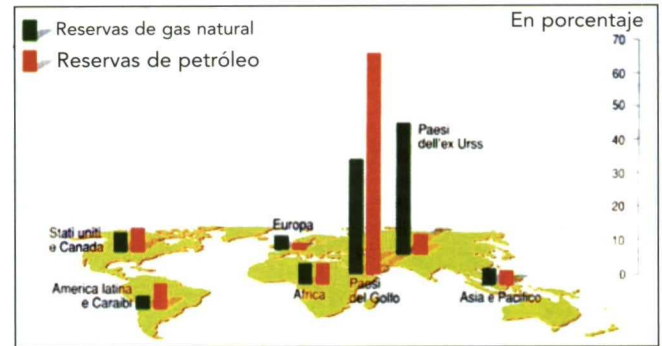 Reservas de gas natural
Reservas de petróleo
En porcentaje
70
60
50
40
30
20
10
0
Paesi
dell'ex Urss
Stati uniti
e Canada
Europa
America latina
e Caraibi
Africa
Paesi
del Golfo
Asia e Pacifico